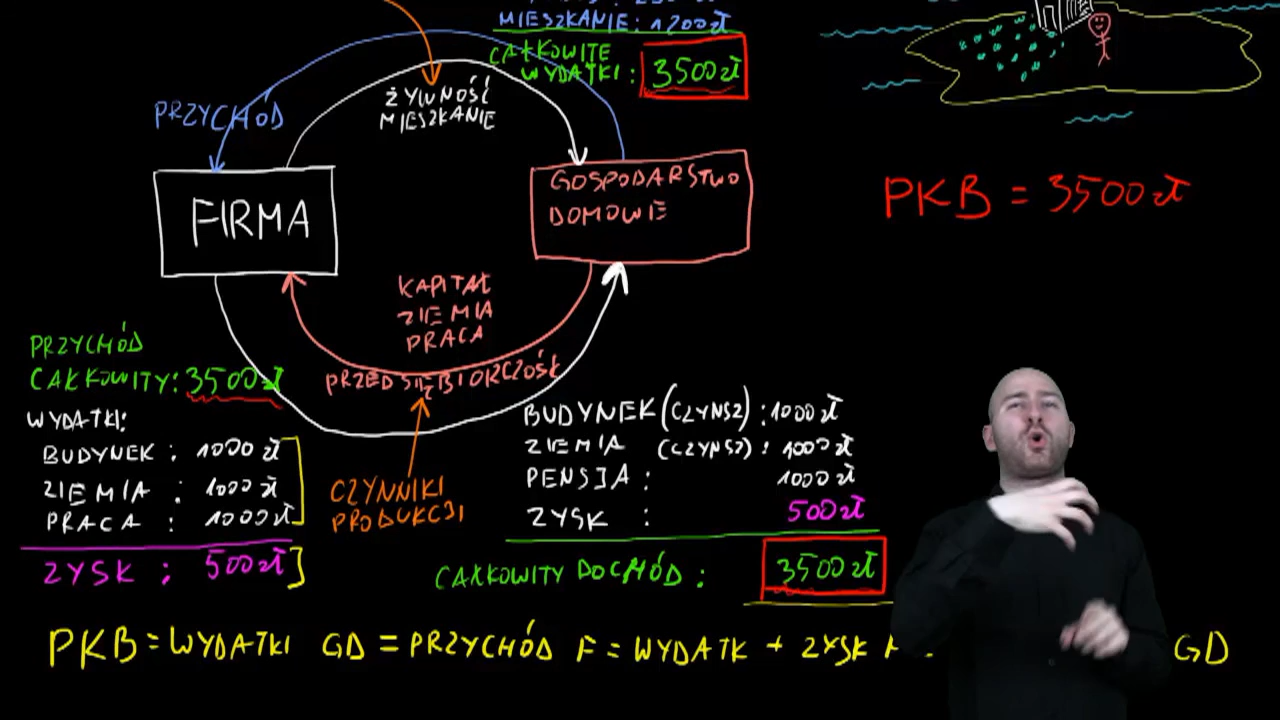 MIESZKANIE: 1200 zł
CAŁKOWITE
WYDATKI: 3500 zł
ŻYWNOŚĆ
MIESZKANIE
PRZYCHÓD
FIRMA
GOSPODARSTWO
DOMOWE
PKB = 3500 zł
KAPITAŁ
ZIEMIA
PRACA
PRZEDSIĘBIORCZOŚĆ
PRZYCHÓD
CAŁKOWITY: 3500 zł
WYDATKI:
BUDYNEK: 1000 zł
ZIEMIA: 1000 zł
PRACA: 1000 zł
ZYSK: 500 zł
CZYNNIKI
PRODUKCJI
BUDYNEK (CZYNSZ): 1000 zł
ZIEMIA (CZYNSZ): 1000 zł
PENSJA: 1000 zł
ZYSK: 500 zł
CAŁKOWITY DOCHÓD: 3500 zł
PKB = WYDATKI GD = PRZYCHÓD F = WYDATK + ZYSK GD